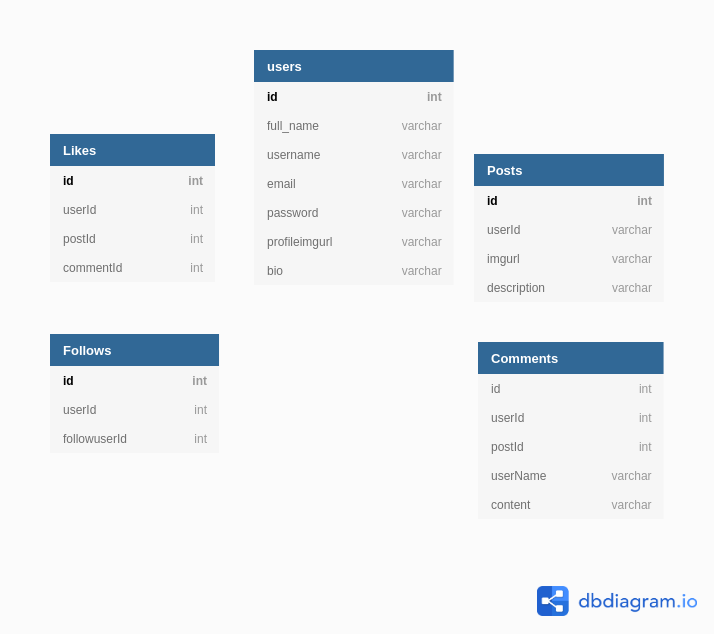 users
id int
full_name varchar
username varchar
email varchar
password varchar
profileimgurl varchar
bio varchar
Likes
id int
userId int
postId int
commentId int
Posts
id int
userId varchar
imgurl varchar
description varchar
Follows
id int
userId int
followuserId int
Comments
id int
userId int
postId int
userName varchar
content varchar
dbdiagram.io